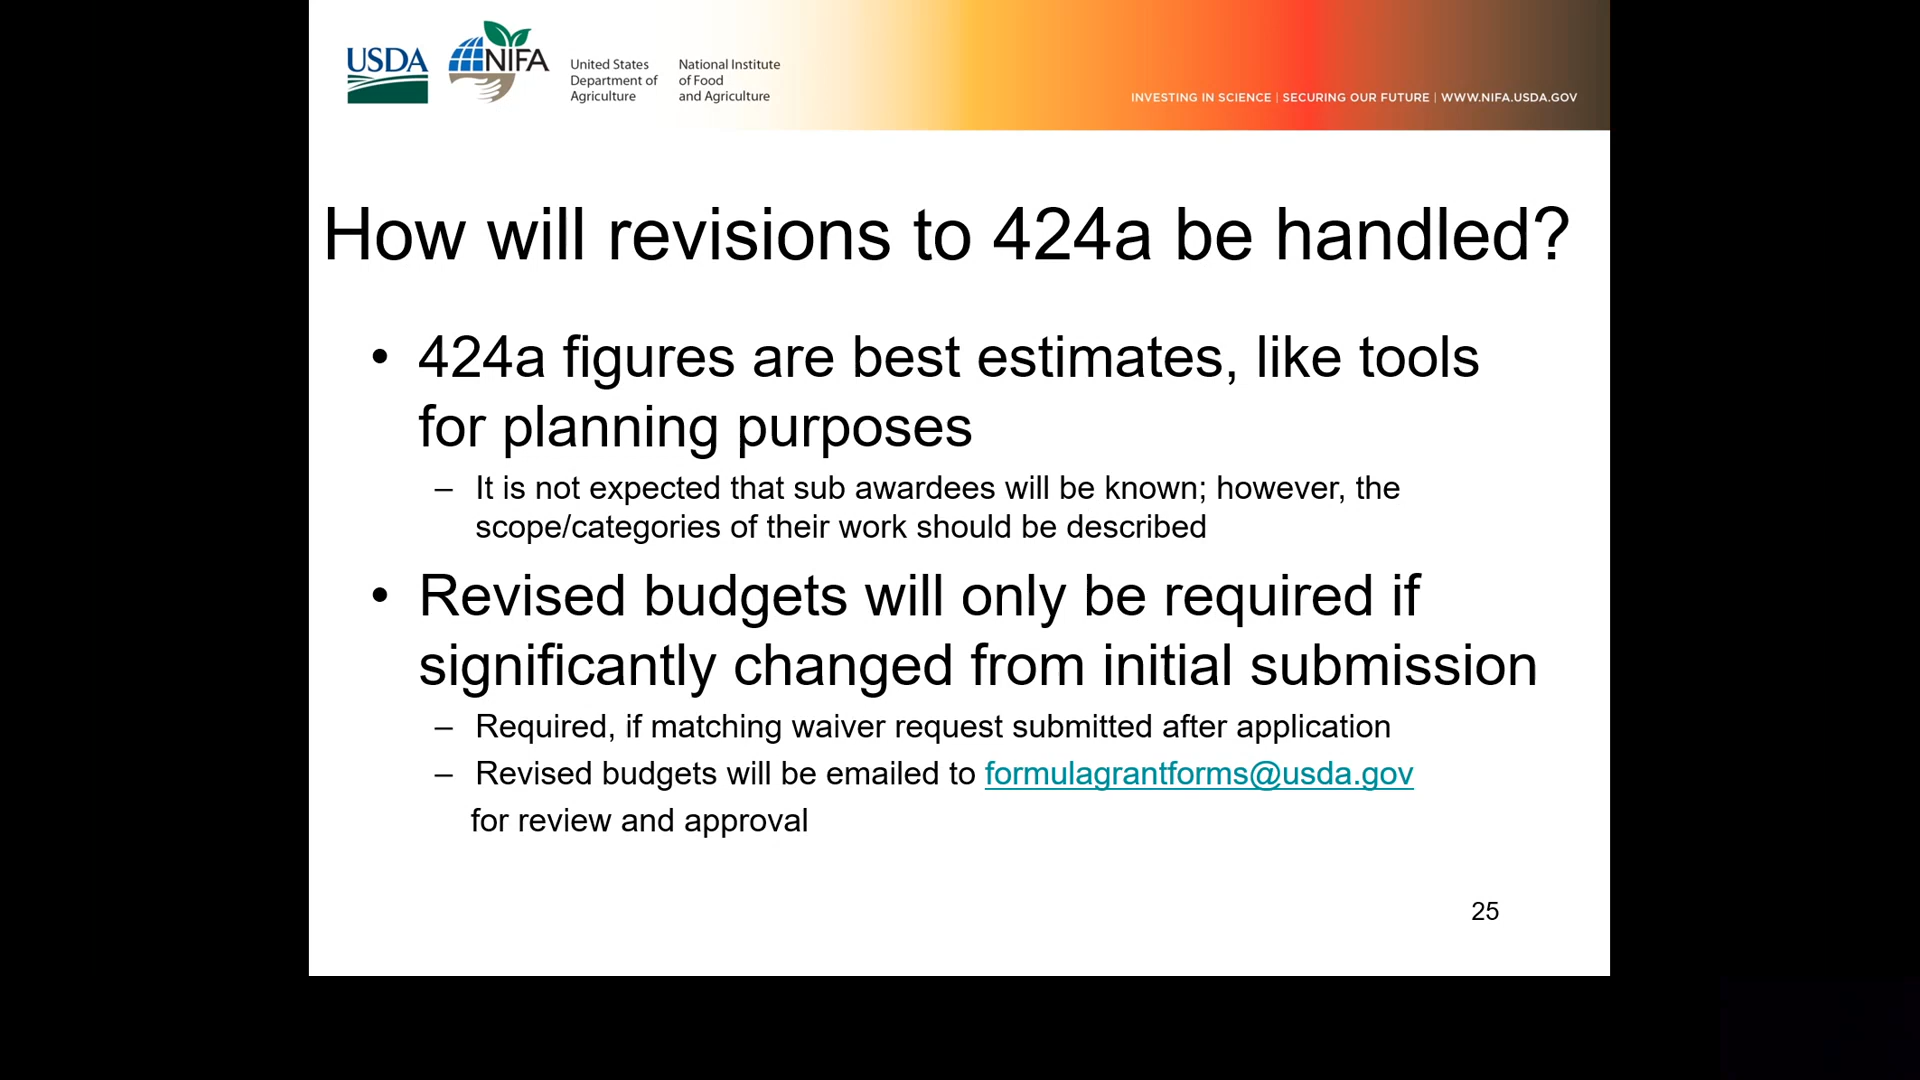 USDA
NIFA
United States
Department of
Agriculture
National Institute
of Food
and Agriculture
INVESTING IN SCIENCE | SECURING OUR FUTURE | WWW.NIFA.USDA.GOV
How will revisions to 424a be handled?
• 424a figures are best estimates, like tools
for planning purposes
– It is not expected that sub awardees will be known; however, the
scope/categories of their work should be described
• Revised budgets will only be required if
significantly changed from initial submission
– Required, if matching waiver request submitted after application
– Revised budgets will be emailed to formulagrantforms@usda.gov
for review and approval
25